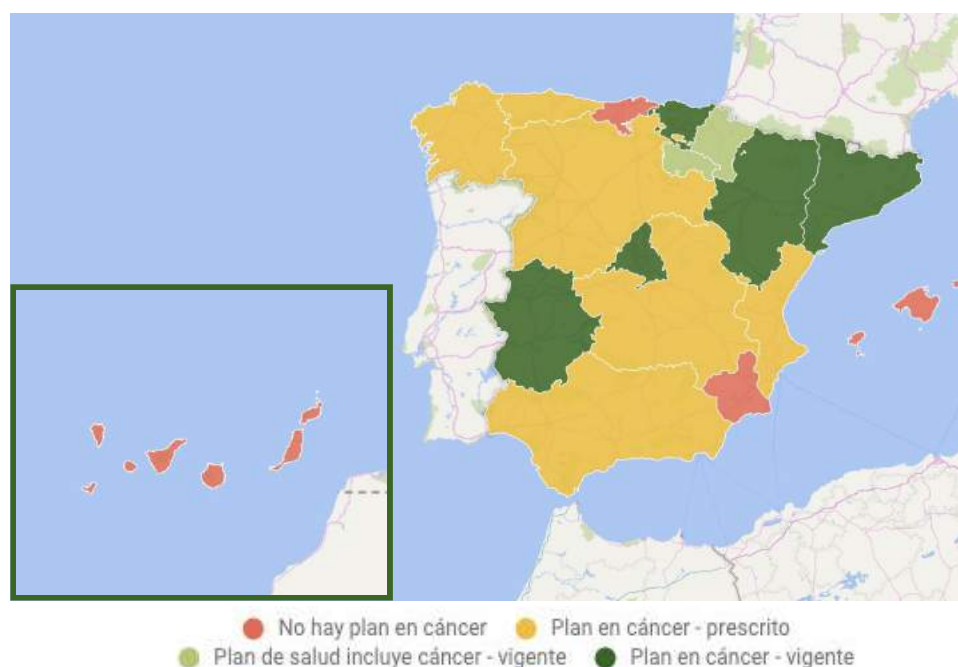 No hay plan en cáncer Plan en cáncer - prescrito
Plan de salud incluye cáncer - vigente Plan en cáncer - vigente